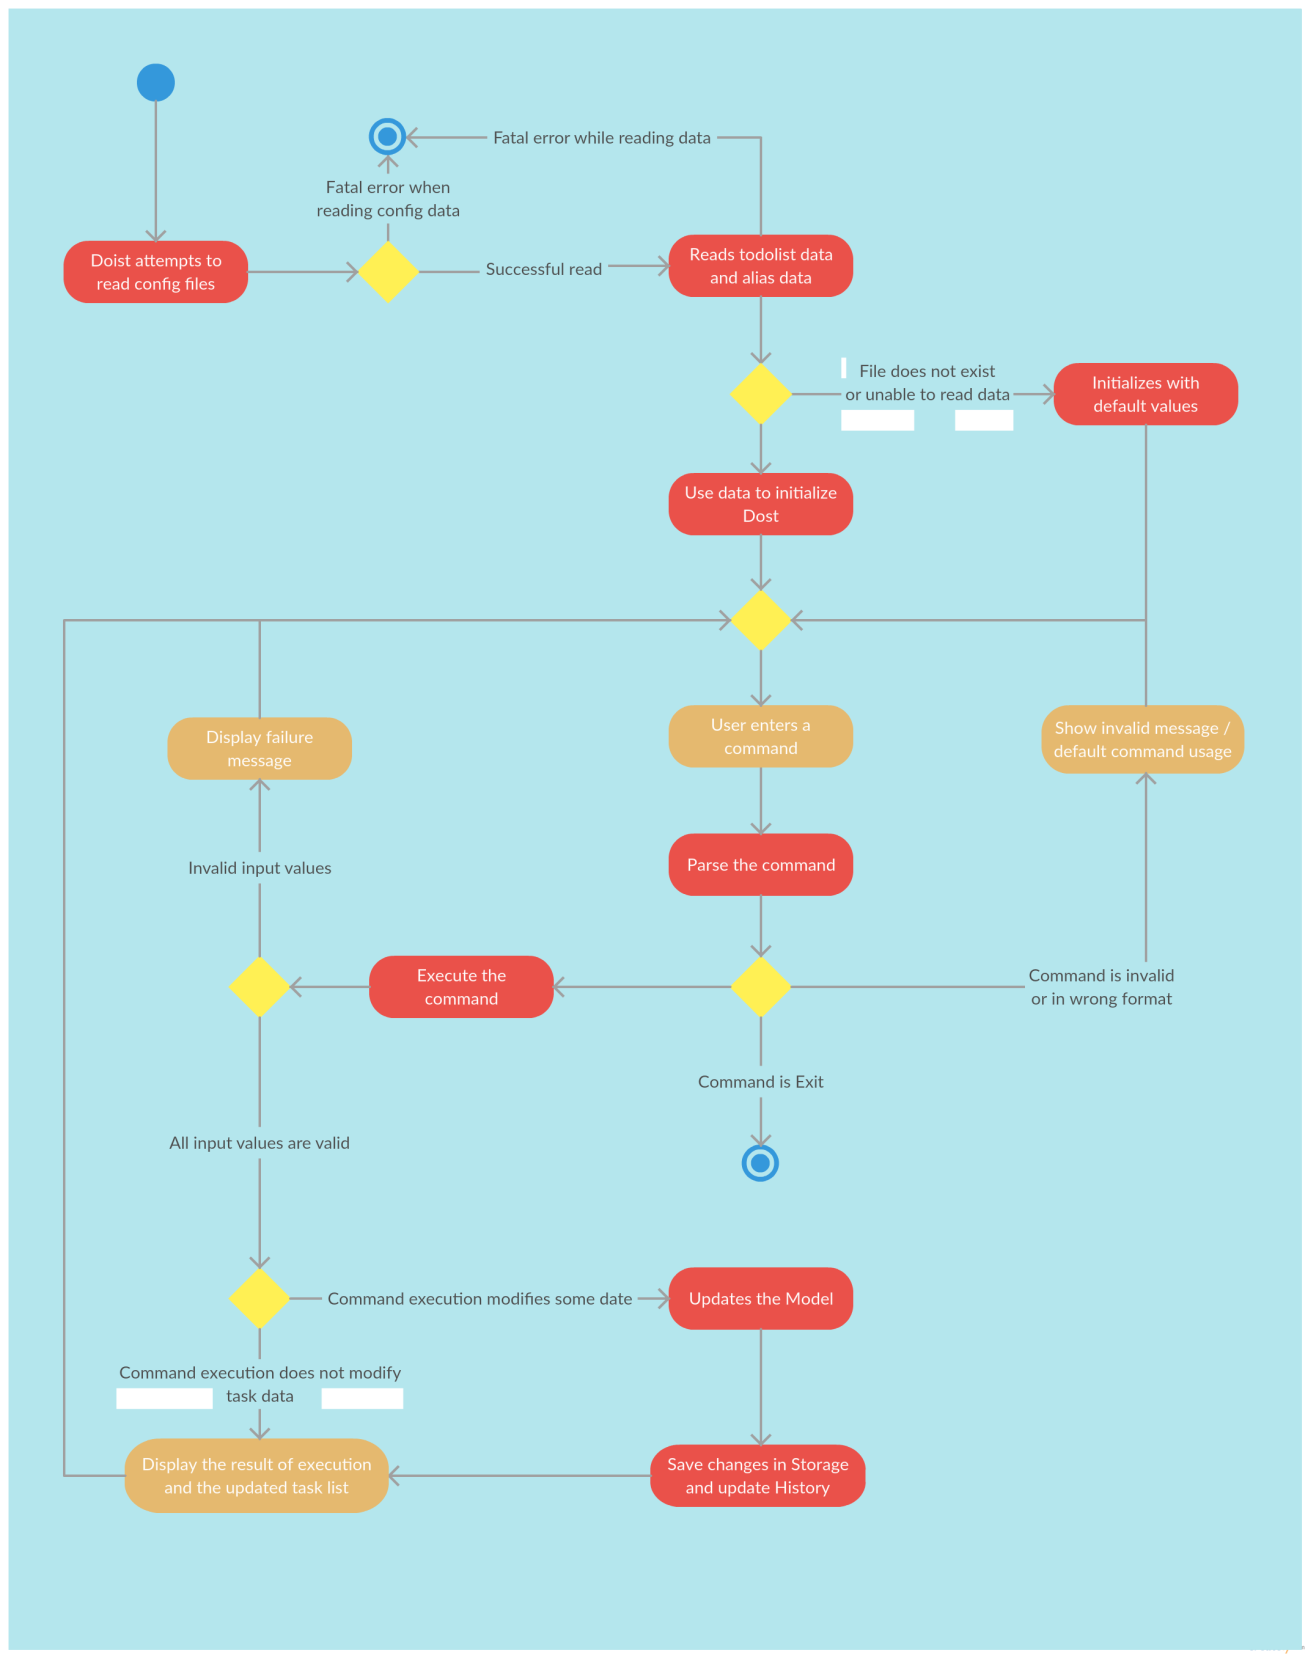 Fatal error while reading data
Fatal error when
reading config data
Doist attempts to
read config files
Successful read
Reads todolist data
and alias data
File does not exist
or unable to read data
Initializes with
default values
Use data to initialize
Dost
Display failure
message
User enters a
command
Show invalid message /
default command usage
Invalid input values
Parse the command
Execute the
command
Command is invalid
or in wrong format
Command is Exit
All input values are valid
Command execution modifies some date
Updates the Model
Command execution does not modify
task data
Display the result of execution
and the updated task list
Save changes in Storage
and update History